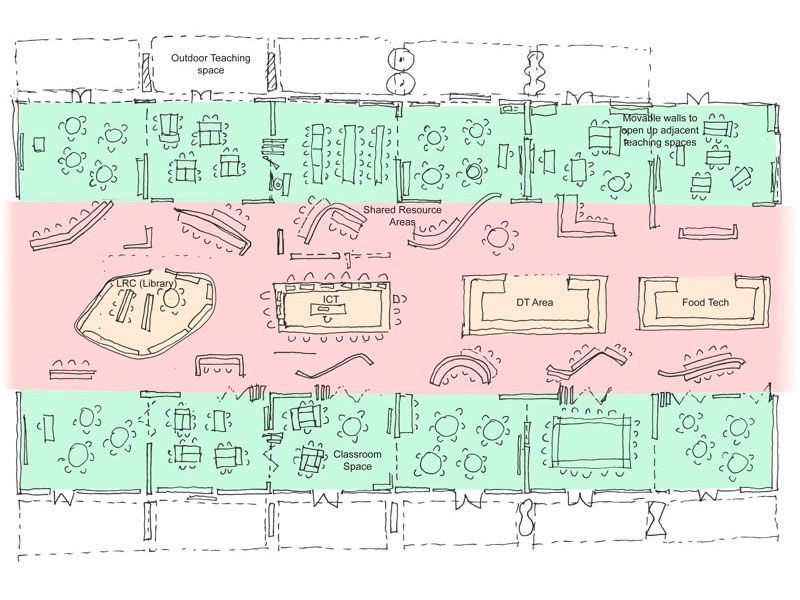 Outdoor Teaching
space
Movable walls to
open up adjacent
teaching spaces
Shared Resource
Areas
LRC (Library)
ICT
DT Area
Food Tech
Classroom
Space